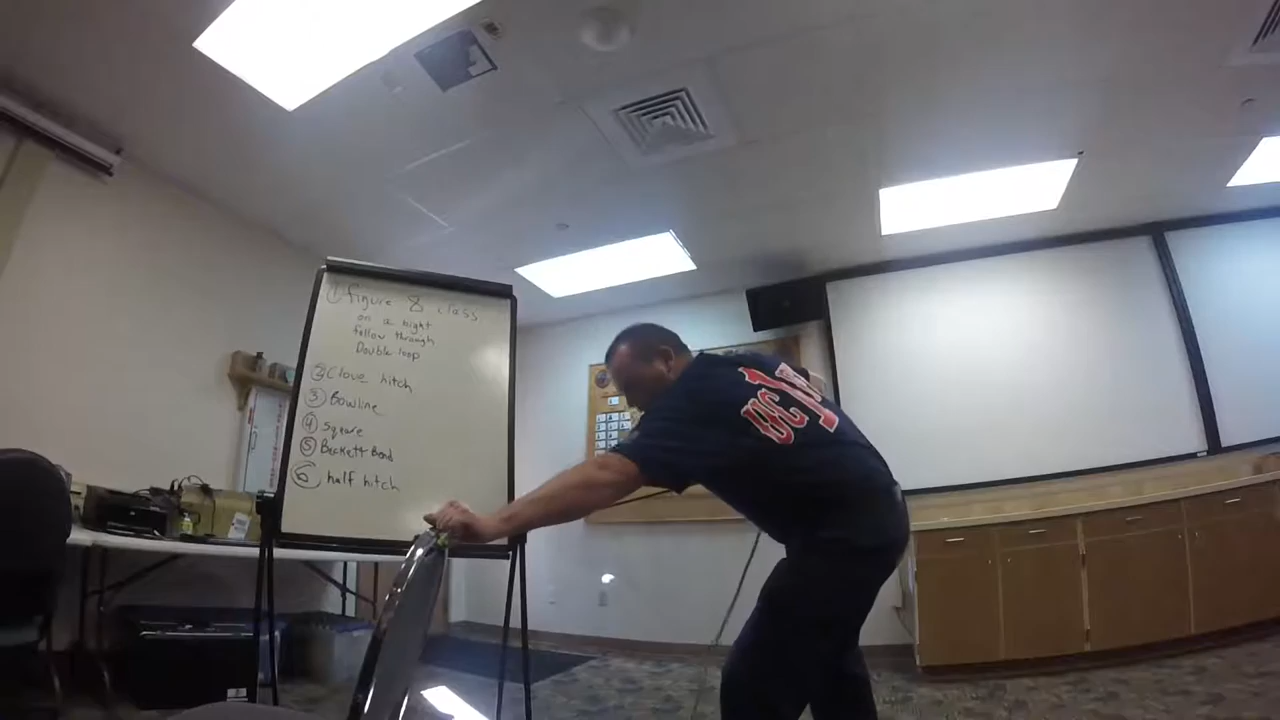 ① figure 8 class
on a bight
follow through
Double loop
② Clove hitch
③ Bowline
④ Square
⑤ Beckett Bend
⑥ half hitch